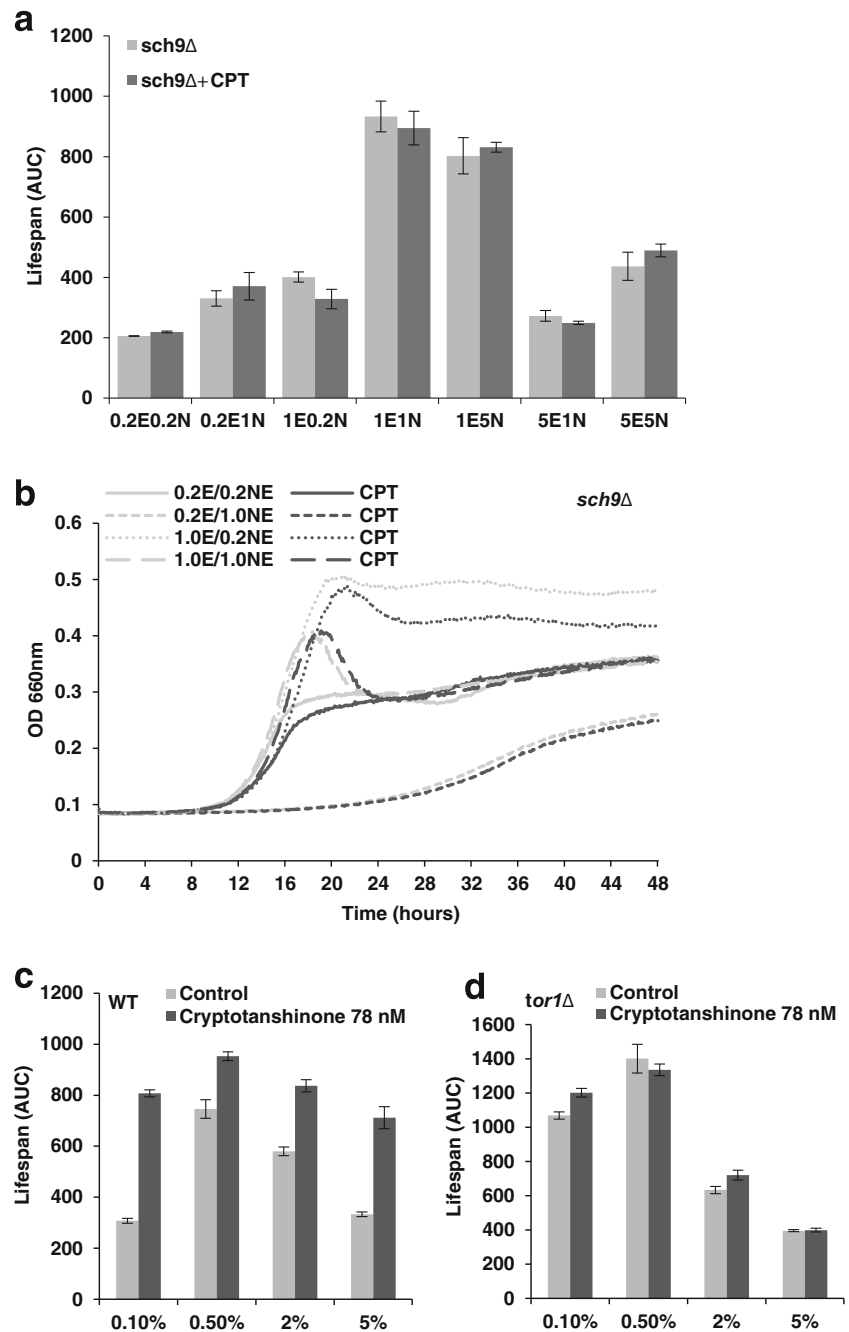 a
1200
1000
800
600
400
200
0
Lifespan (AUC)
sch9Δ
sch9Δ+CPT
0.2E0.2N 0.2E1N 1E0.2N 1E1N 1E5N 5E1N 5E5N
b
0.2E/0.2NE CPT
0.2E/1.0NE CPT
1.0E/0.2NE CPT
1.0E/1.0NE CPT
sch9Δ
0.6
0.5
0.4
0.3
0.2
0.1
0
OD 660nm
0 4 8 12 16 20 24 28 32 36 40 44 48
Time (hours)
c
WT
Control
Cryptotanshinone 78 nM
1200
1000
800
600
400
200
0
Lifespan (AUC)
0.10% 0.50% 2% 5%
d
tor1Δ
Control
Cryptotanshinone 78 nM
1600
1400
1200
1000
800
600
400
200
0
Lifespan (AUC)
0.10% 0.50% 2% 5%